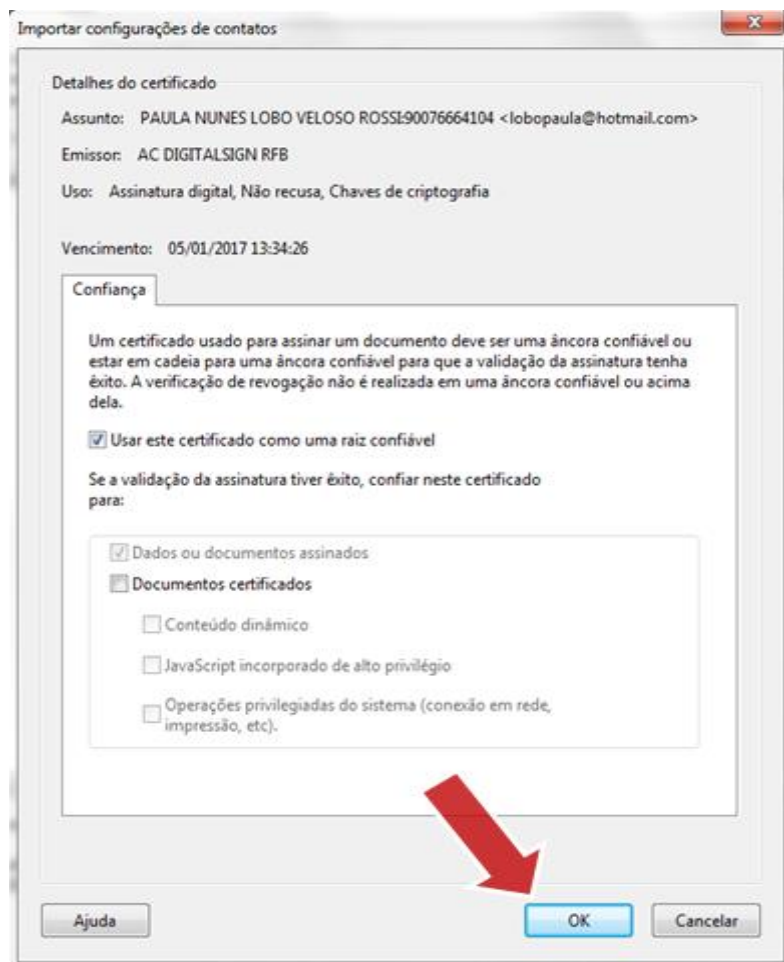 Importar configurações de contatos
Detalhes do certificado
Assunto: PAULA NUNES LOBO VELOSO ROSSI:90076664104 <lobopaula@hotmail.com>
Emissor: AC DIGITALSIGN RFB
Uso: Assinatura digital, Não recusa, Chaves de criptografia
Vencimento: 05/01/2017 13:34:26
Confiança
Um certificado usado para assinar um documento deve ser uma âncora confiável ou
estar em cadeia para uma âncora confiável para que a validação da assinatura tenha
êxito. A verificação de revogação não é realizada em uma âncora confiável ou acima
dela.
Usar este certificado como uma raiz confiável
Se a validação da assinatura tiver êxito, confiar neste certificado
para:
Dados ou documentos assinados
Documentos certificados
Conteúdo dinâmico
JavaScript incorporado de alto privilégio
Operações privilegiadas do sistema (conexão em rede,
impressão, etc).
Ajuda OK Cancelar